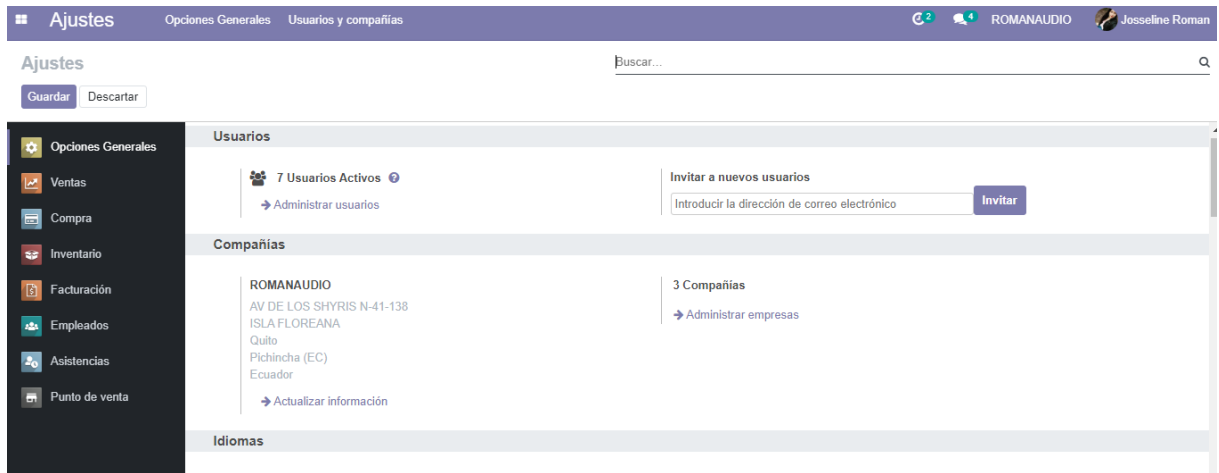 Ajustes Opciones Generales Usuarios y compañías 2 4 ROMANAUDIO Josseline Roman
Ajustes Buscar...
Guardar Descartar
Opciones Generales
Ventas
Compra
Inventario
Facturación
Empleados
Asistencias
Punto de venta
Usuarios
7 Usuarios Activos
Administrar usuarios
Invitar a nuevos usuarios
Introducir la dirección de correo electrónico Invitar
Compañías
ROMANAUDIO
AV DE LOS SHYRIS N-41-138
ISLA FLOREANA
Quito
Pichincha (EC)
Ecuador
Actualizar información
3 Compañías
Administrar empresas
Idiomas